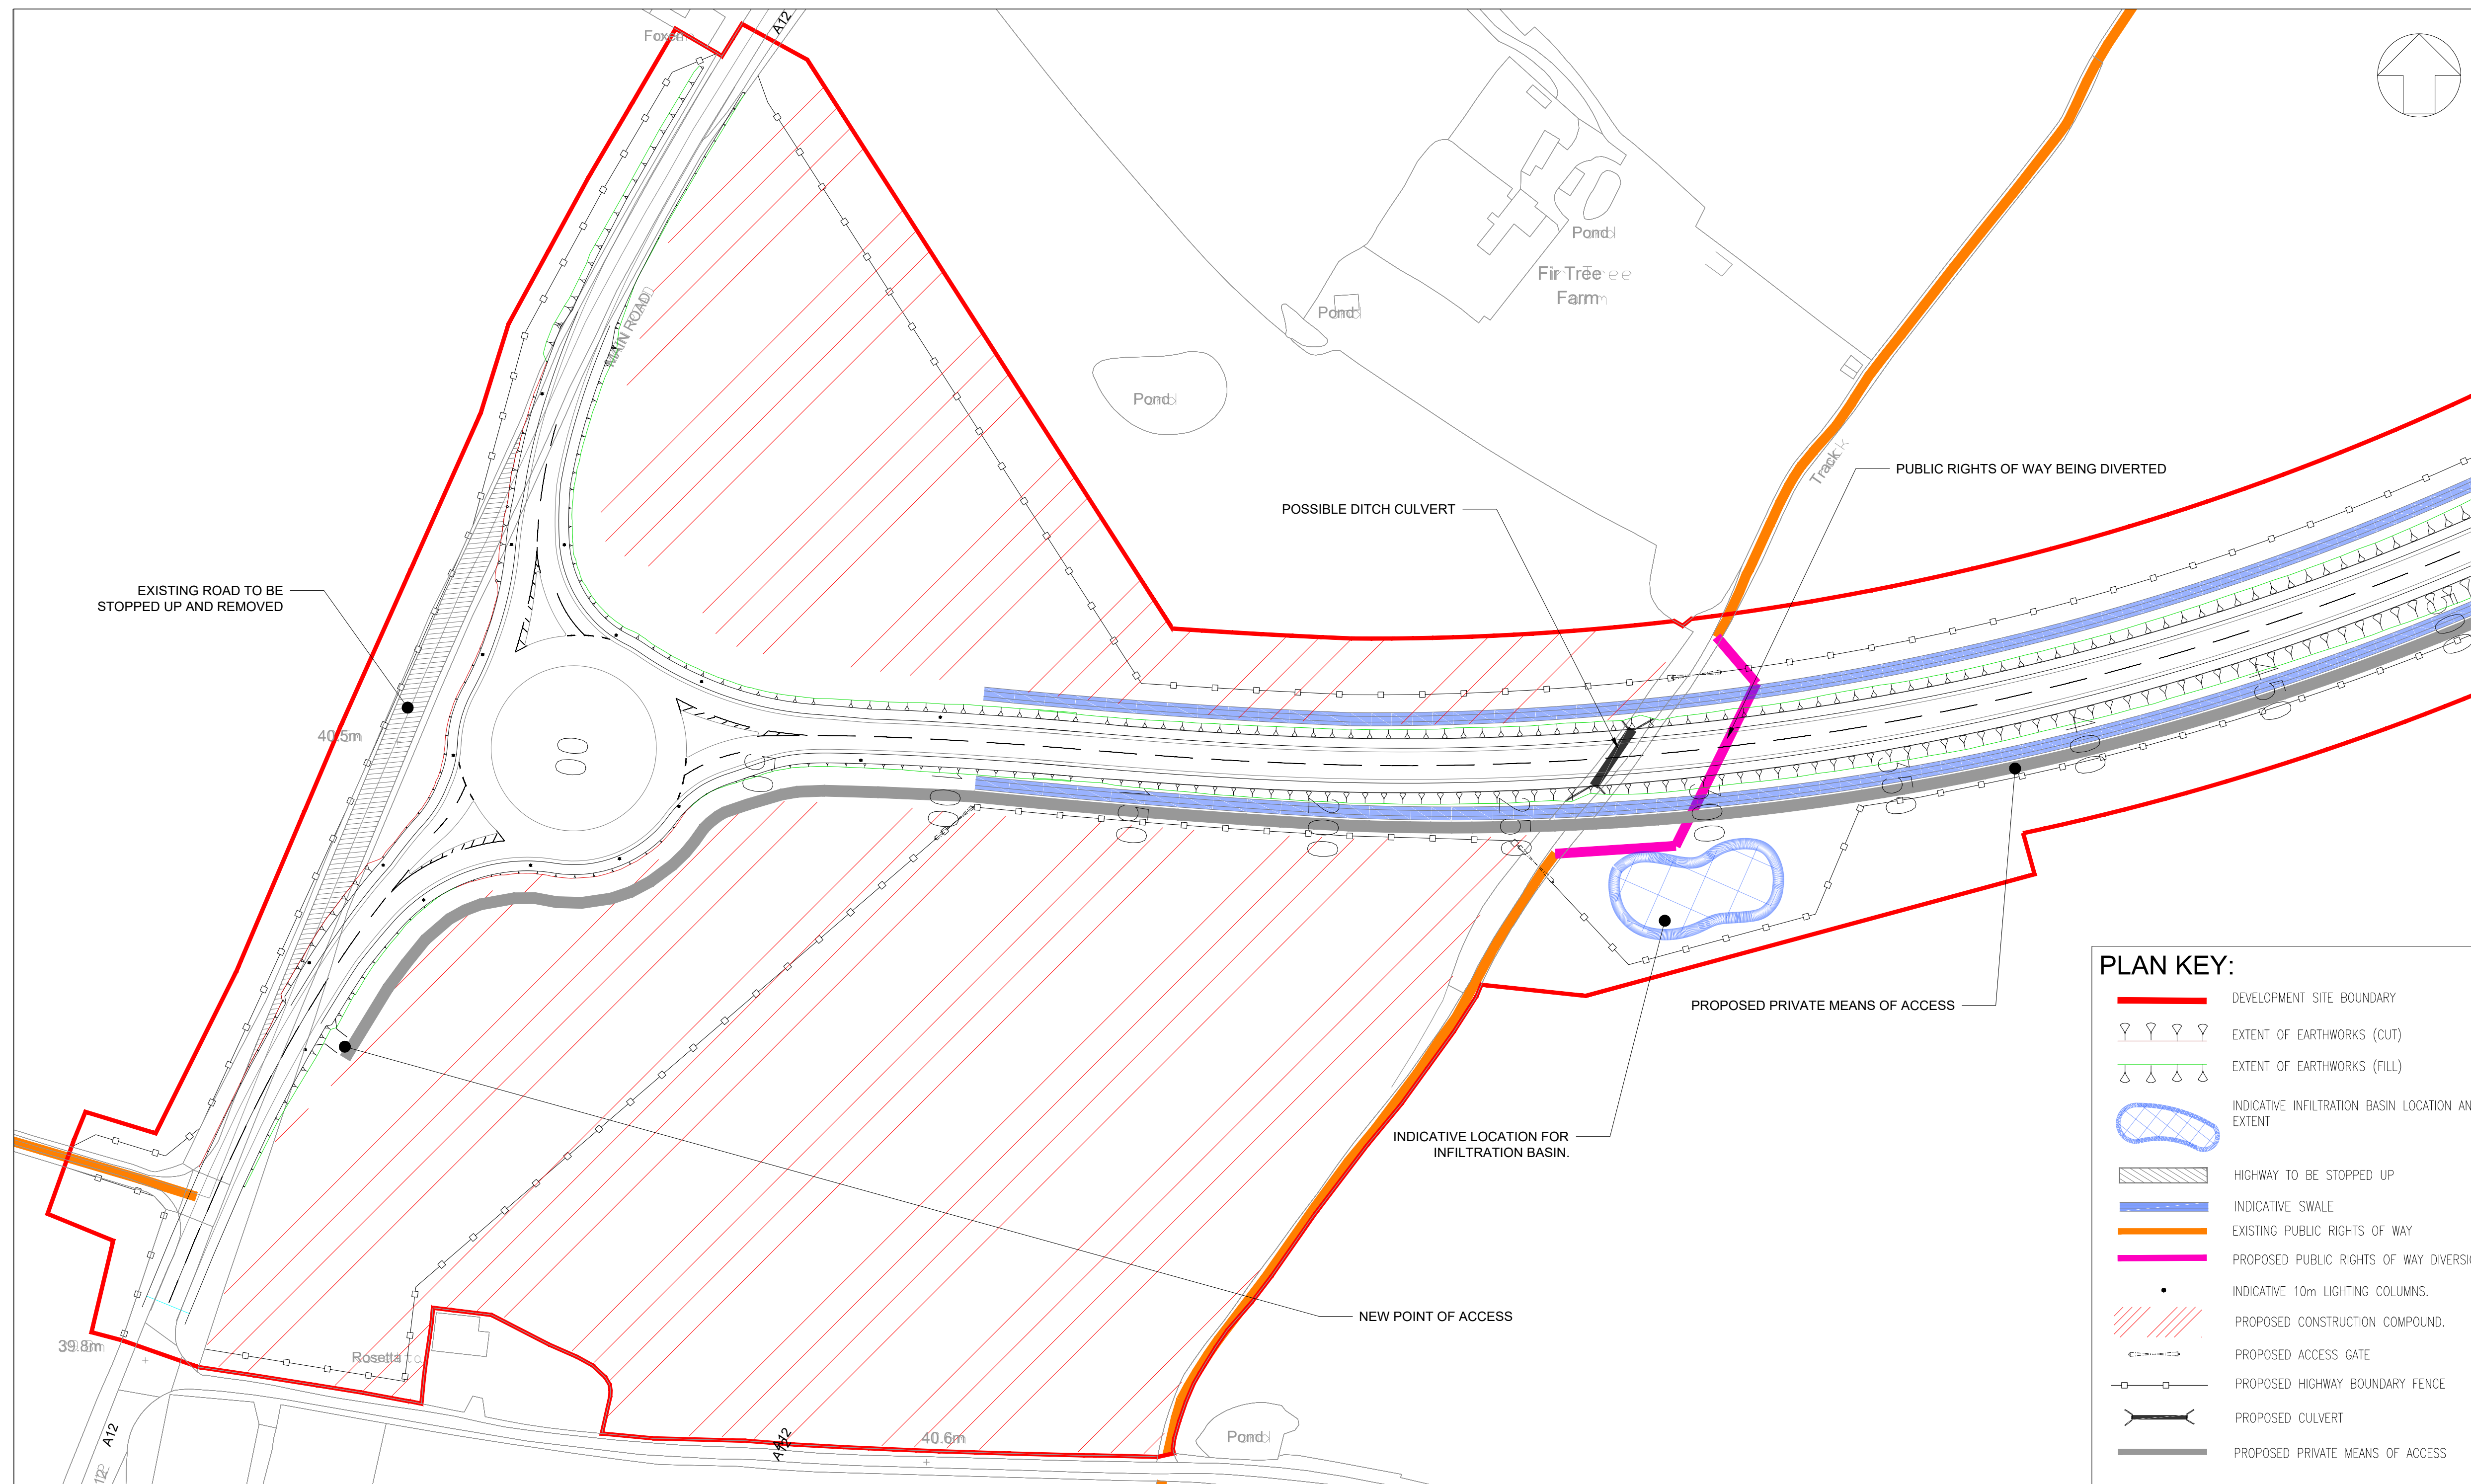 A12
Foxen
MAIN ROAD
Pond
Fir Tree
Farm
Pond
Pond
Track
PUBLIC RIGHTS OF WAY BEING DIVERTED
POSSIBLE DITCH CULVERT
EXISTING ROAD TO BE
STOPPED UP AND REMOVED
40.5m
PROPOSED PRIVATE MEANS OF ACCESS
INDICATIVE LOCATION FOR
INFILTRATION BASIN.
NEW POINT OF ACCESS
39.8m
Rosetta
A12
A12
40.6m
Pond
PLAN KEY:
DEVELOPMENT SITE BOUNDARY
EXTENT OF EARTHWORKS (CUT)
EXTENT OF EARTHWORKS (FILL)
INDICATIVE INFILTRATION BASIN LOCATION AN
EXTENT
HIGHWAY TO BE STOPPED UP
INDICATIVE SWALE
EXISTING PUBLIC RIGHTS OF WAY
PROPOSED PUBLIC RIGHTS OF WAY DIVERSI
INDICATIVE 10m LIGHTING COLUMNS.
PROPOSED CONSTRUCTION COMPOUND.
PROPOSED ACCESS GATE
PROPOSED HIGHWAY BOUNDARY FENCE
PROPOSED CULVERT
PROPOSED PRIVATE MEANS OF ACCESS